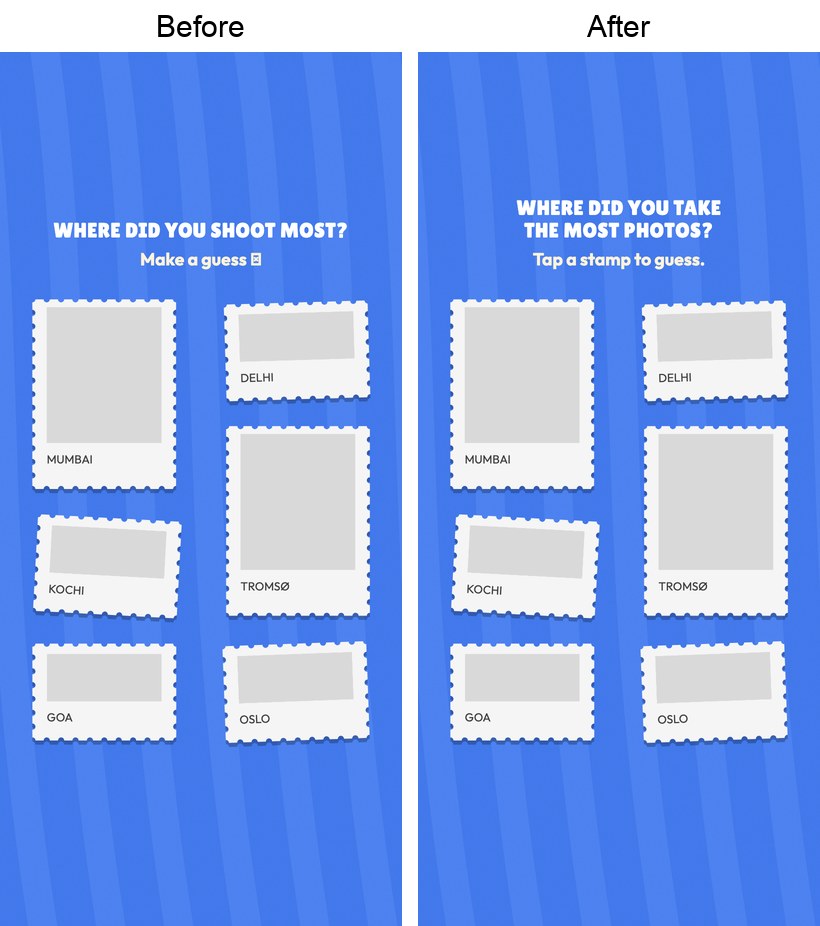 Before
WHERE DID YOU SHOOT MOST?
Make a guess
MUMBAI
DELHI
KOCHI
TROMSØ
GOA
OSLO
After
WHERE DID YOU TAKE
THE MOST PHOTOS?
Tap a stamp to guess.
MUMBAI
DELHI
KOCHI
TROMSØ
GOA
OSLO